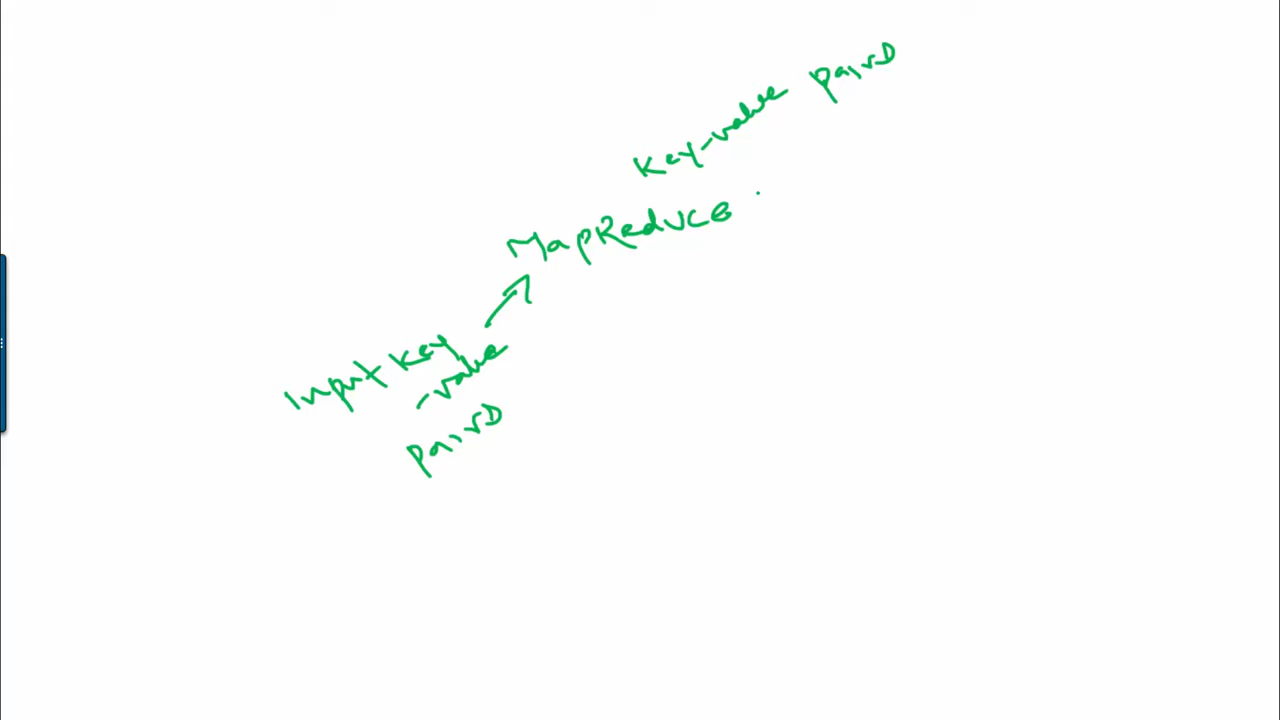 Key-value pairs
MapReduce
Input Key
-value
pairs